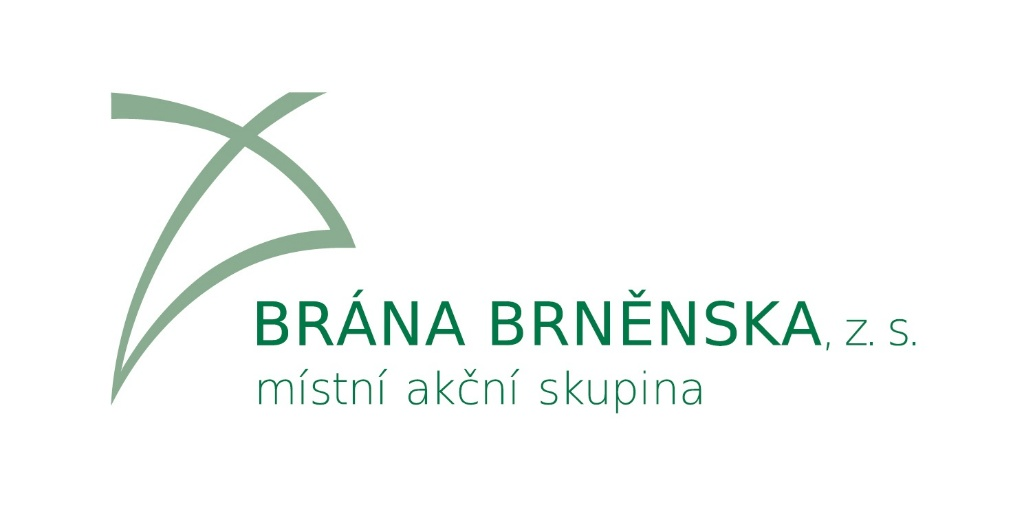 BRÁNA BRNĚNSKA, z. s.
místní akční skupina